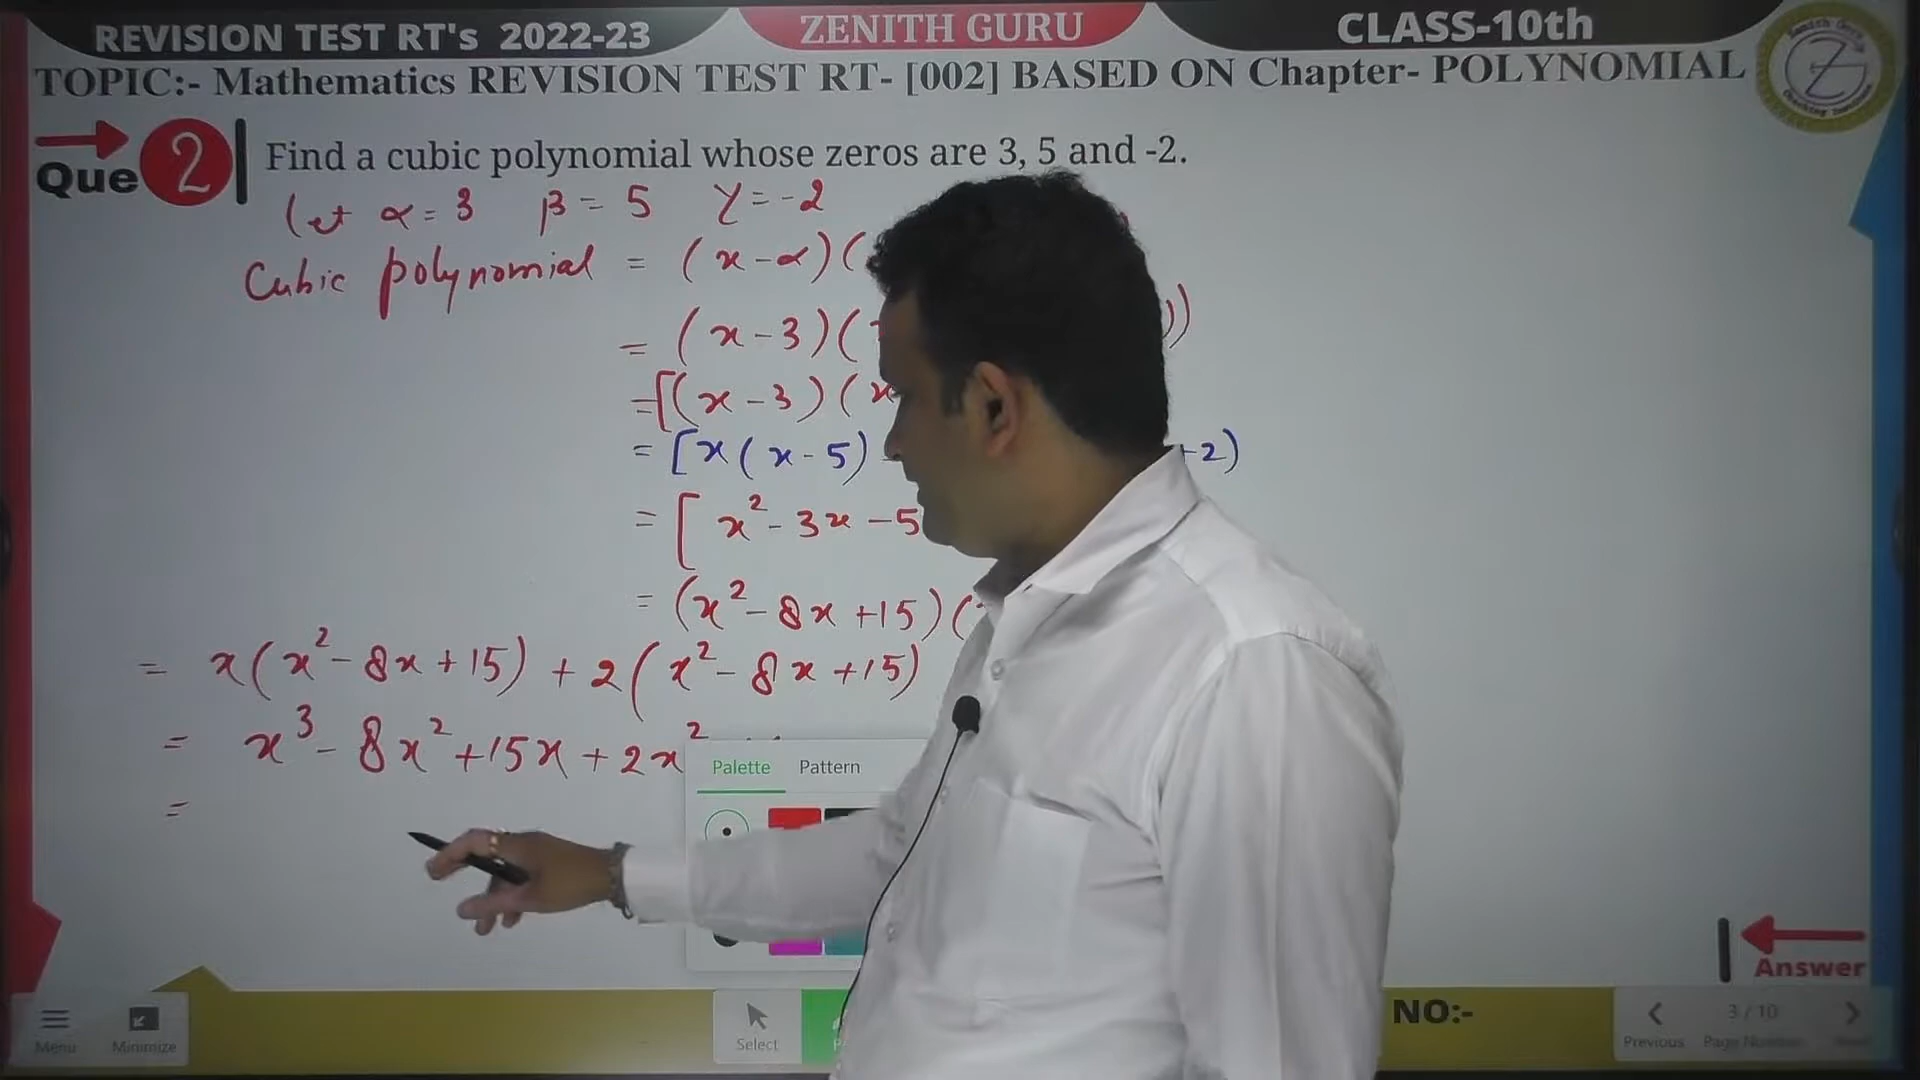 REVISION TEST RT's 2022-23
ZENITH GURU
CLASS-10th
TOPIC:- Mathematics REVISION TEST RT- [002] BASED ON Chapter- POLYNOMIAL
Que 2 Find a cubic polynomial whose zeros are 3, 5 and -2.
let α = 3 β = 5 γ = -2
Cubic polynomial = (x-α)(
= (x-3)( ))
=[(x-3)(x
= [x(x-5) - +2)
= [x²-3x-5
= (x²-8x+15)(
= x(x²-8x+15) + 2(x²-8x+15)
= x³-8x²+15x+2x²
Palette Pattern
=
Answer
NO:-
Menu
Minimize
Select
Previous
3 / 10
Page Number